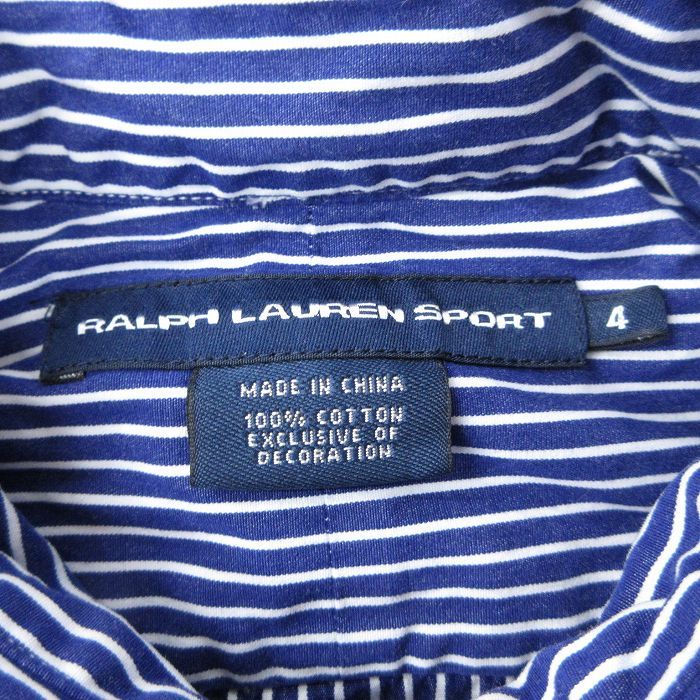 RALPH LAUREN SPORT
4
MADE IN CHINA
100% COTTON
EXCLUSIVE OF
DECORATION